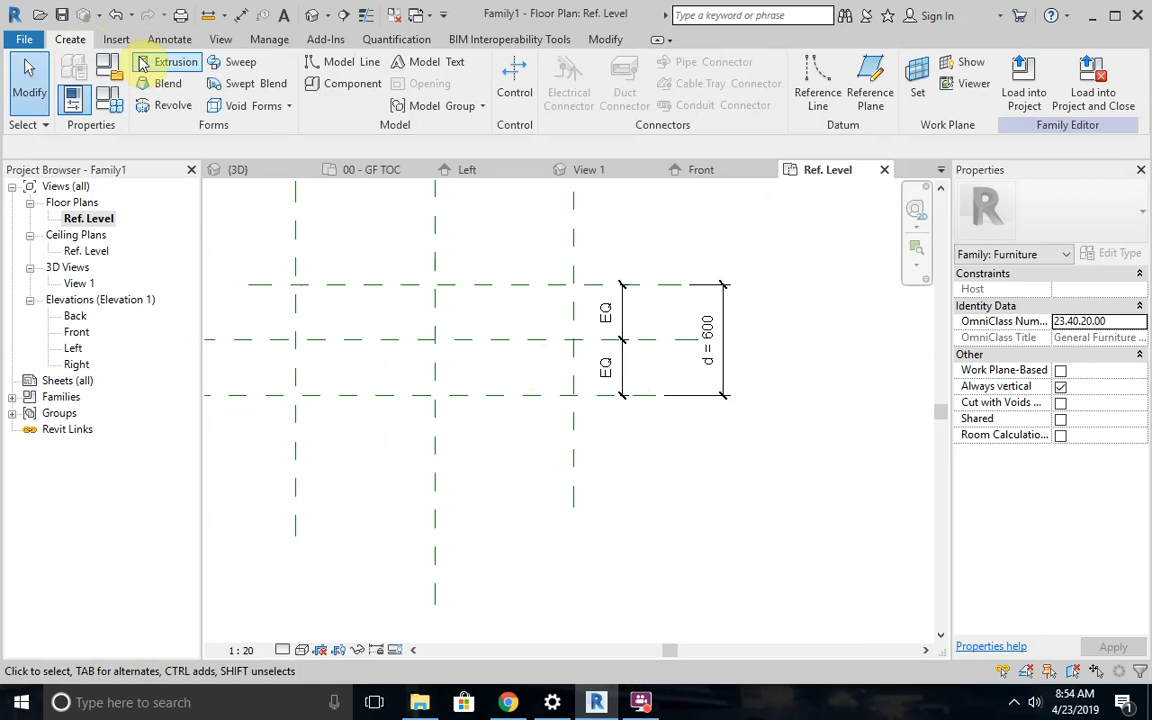 Family1 - Floor Plan: Ref. Level
Type a keyword or phrase
Sign In
File
Create
Insert
Annotate
View
Manage
Add-Ins
Quantification
BIM Interoperability Tools
Modify
Modify
Select
Properties
Extrusion
Blend
Revolve
Sweep
Swept Blend
Void Forms
Forms
Model Line
Component
Model Text
Opening
Model Group
Model
Control
Control
Electrical
Connector
Duct
Connector
Pipe Connector
Cable Tray Connector
Conduit Connector
Connectors
Reference
Line
Reference
Plane
Datum
Set
Show
Viewer
Work Plane
Load into
Project
Load into
Project and Close
Family Editor
Project Browser - Family1
Views (all)
Floor Plans
Ref. Level
Ceiling Plans
Ref. Level
3D Views
View 1
Elevations (Elevation 1)
Back
Front
Left
Right
Sheets (all)
Families
Groups
Revit Links
{3D}
00 - GF TOC
Left
View 1
Front
Ref. Level
2D
EQ
EQ
d = 600
Properties
Family: Furniture
Edit Type
Constraints
Host
Identity Data
OmniClass Num... 23.40.20.00
OmniClass Title General Furniture ...
Other
Work Plane-Based
Always vertical
Cut with Voids ...
Shared
Room Calculatio...
Properties help
Apply
1 : 20
Click to select, TAB for alternates, CTRL adds, SHIFT unselects
Type here to search
8:54 AM
4/23/2019
1